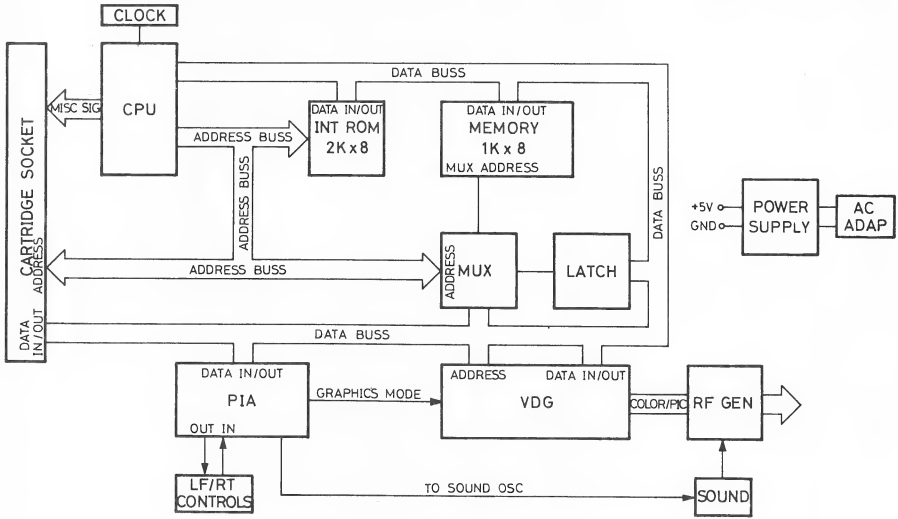 CLOCK
CPU
DATA BUSS
DATA IN/OUT
INT ROM
2K x 8
DATA IN/OUT
MEMORY
1K x 8
MUX ADDRESS
MISC SIG
ADDRESS BUSS
ADDRESS BUSS
DATA BUSS
CARTRIDGE SOCKET
ADDRESS
DATA
IN/OUT
+5V
GND
POWER
SUPPLY
AC
ADAP
ADDRESS BUSS
ADDRESS
MUX
LATCH
DATA BUSS
DATA IN/OUT
PIA
OUT IN
GRAPHICS MODE
ADDRESS
DATA IN/OUT
VDG
COLOR/PIC
RF GEN
LF/RT
CONTROLS
TO SOUND OSC
SOUND